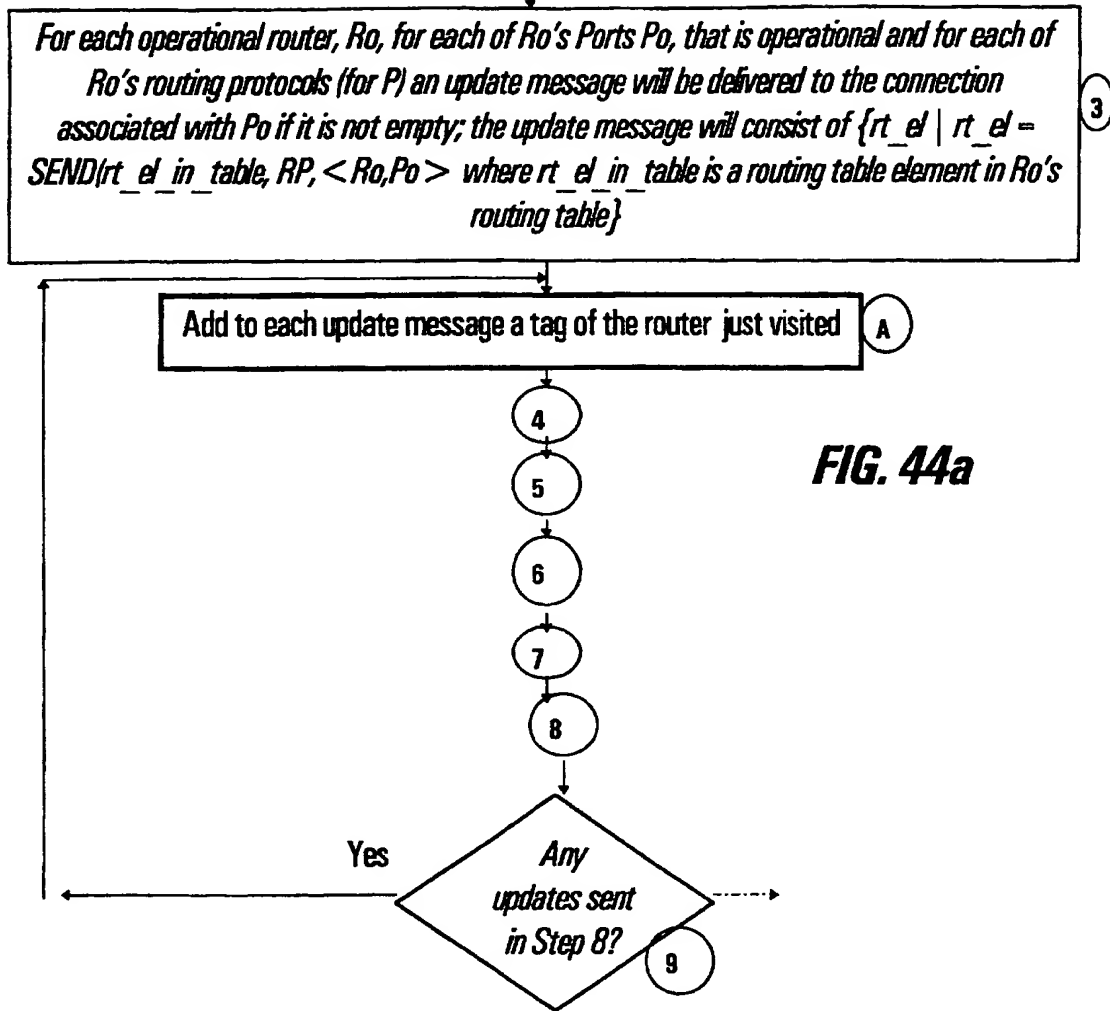 For each operational router, Ro, for each of Ro's Ports Po, that is operational and for each of
Ro's routing protocols (for P) an update message will be delivered to the connection
associated with Po if it is not empty; the update message will consist of {rt_el | rt_el =
SEND(rt_el_in_table, RP, <Ro,Po> where rt_el_in_table is a routing table element in Ro's
routing table}
3
Add to each update message a tag of the router just visited
A
4
5
6
7
8
FIG. 44a
Yes
Any
updates sent
in Step 8?
9